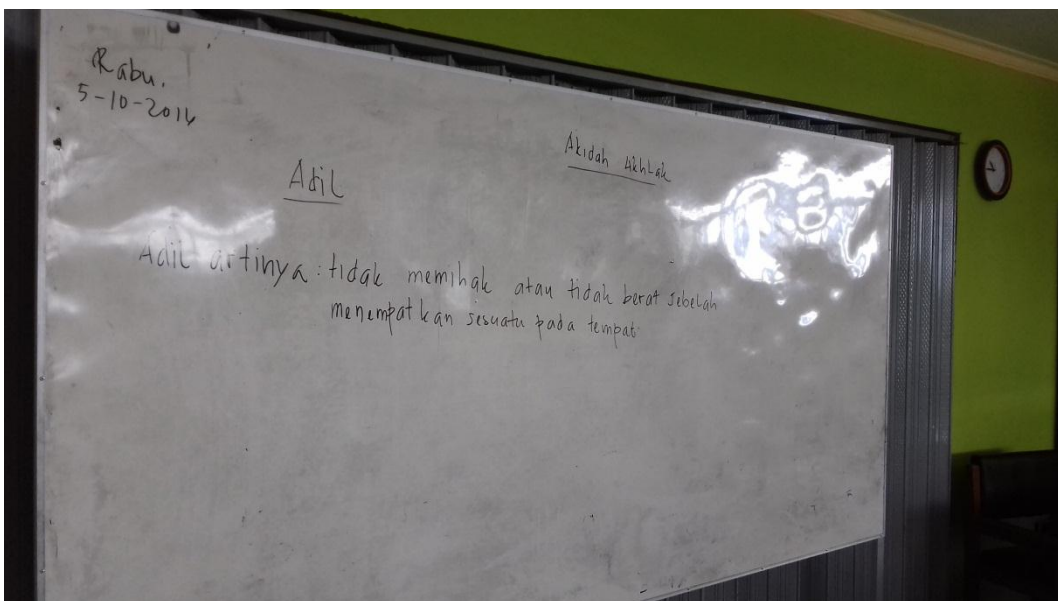 Rabu.
5-10-2016
Akidah Akhlak
Adil
Adil artinya : tidak memihak atau tidak berat sebelah
menempatkan sesuatu pada tempat